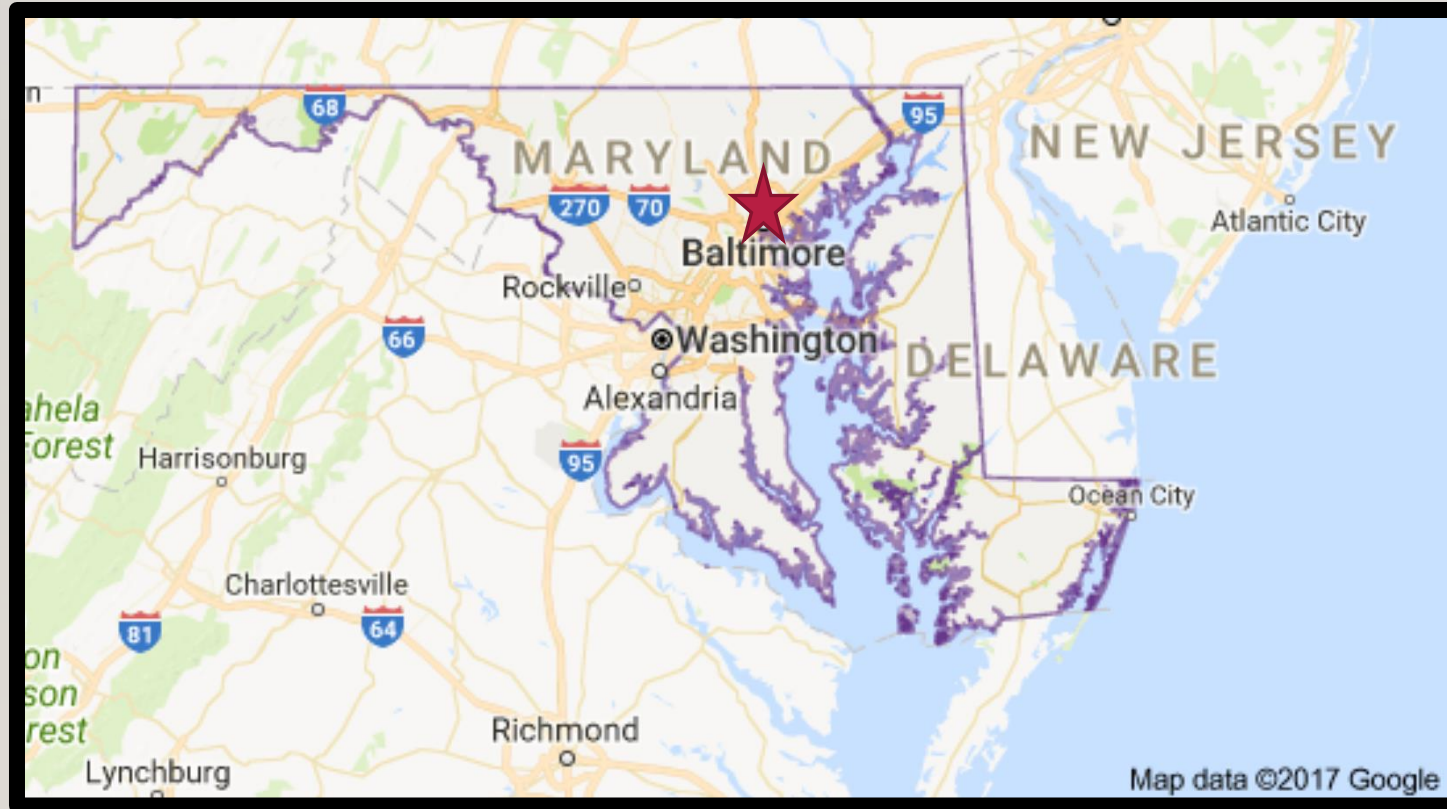 n
68
95
MARYLAND
NEW JERSEY
270
70
Atlantic City
Baltimore
Rockville
66
Washington
DELAWARE
Alexandria
ahela
Forest
Harrisonburg
95
Ocean City
Charlottesville
81
64
on
son
rest
Richmond
Lynchburg
Map data ©2017 Google